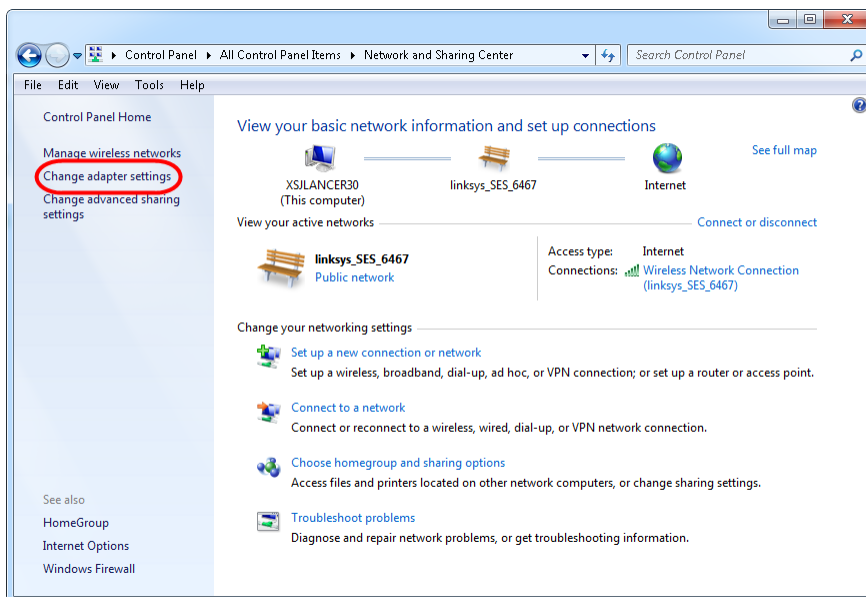 Control Panel ▸ All Control Panel Items ▸ Network and Sharing Center
Search Control Panel
File Edit View Tools Help
Control Panel Home
Manage wireless networks
Change adapter settings
Change advanced sharing
settings
See also
HomeGroup
Internet Options
Windows Firewall
View your basic network information and set up connections
See full map
XSJLANCER30
(This computer)
linksys_SES_6467
Internet
View your active networks
Connect or disconnect
linksys_SES_6467
Public network
Access type: Internet
Connections: Wireless Network Connection
(linksys_SES_6467)
Change your networking settings
Set up a new connection or network
Set up a wireless, broadband, dial-up, ad hoc, or VPN connection; or set up a router or access point.
Connect to a network
Connect or reconnect to a wireless, wired, dial-up, or VPN network connection.
Choose homegroup and sharing options
Access files and printers located on other network computers, or change sharing settings.
Troubleshoot problems
Diagnose and repair network problems, or get troubleshooting information.